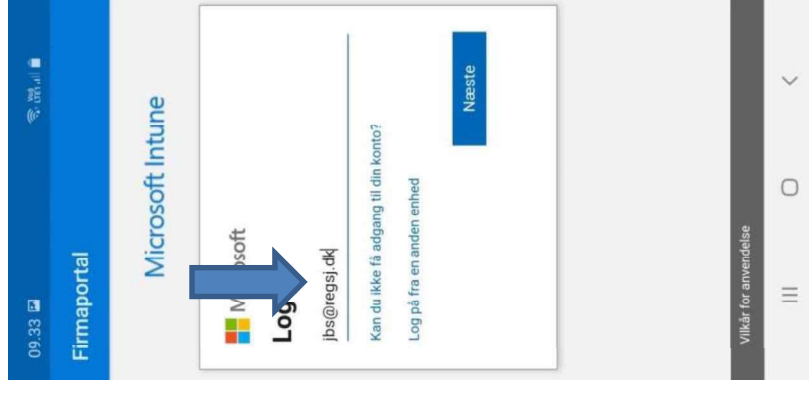 09.33
Firmaportal
Microsoft Intune
Log
jbs@regsj.dk
Kan du ikke få adgang til din konto?
Log på fra en anden enhed
Næste
Vilkår for anvendelse